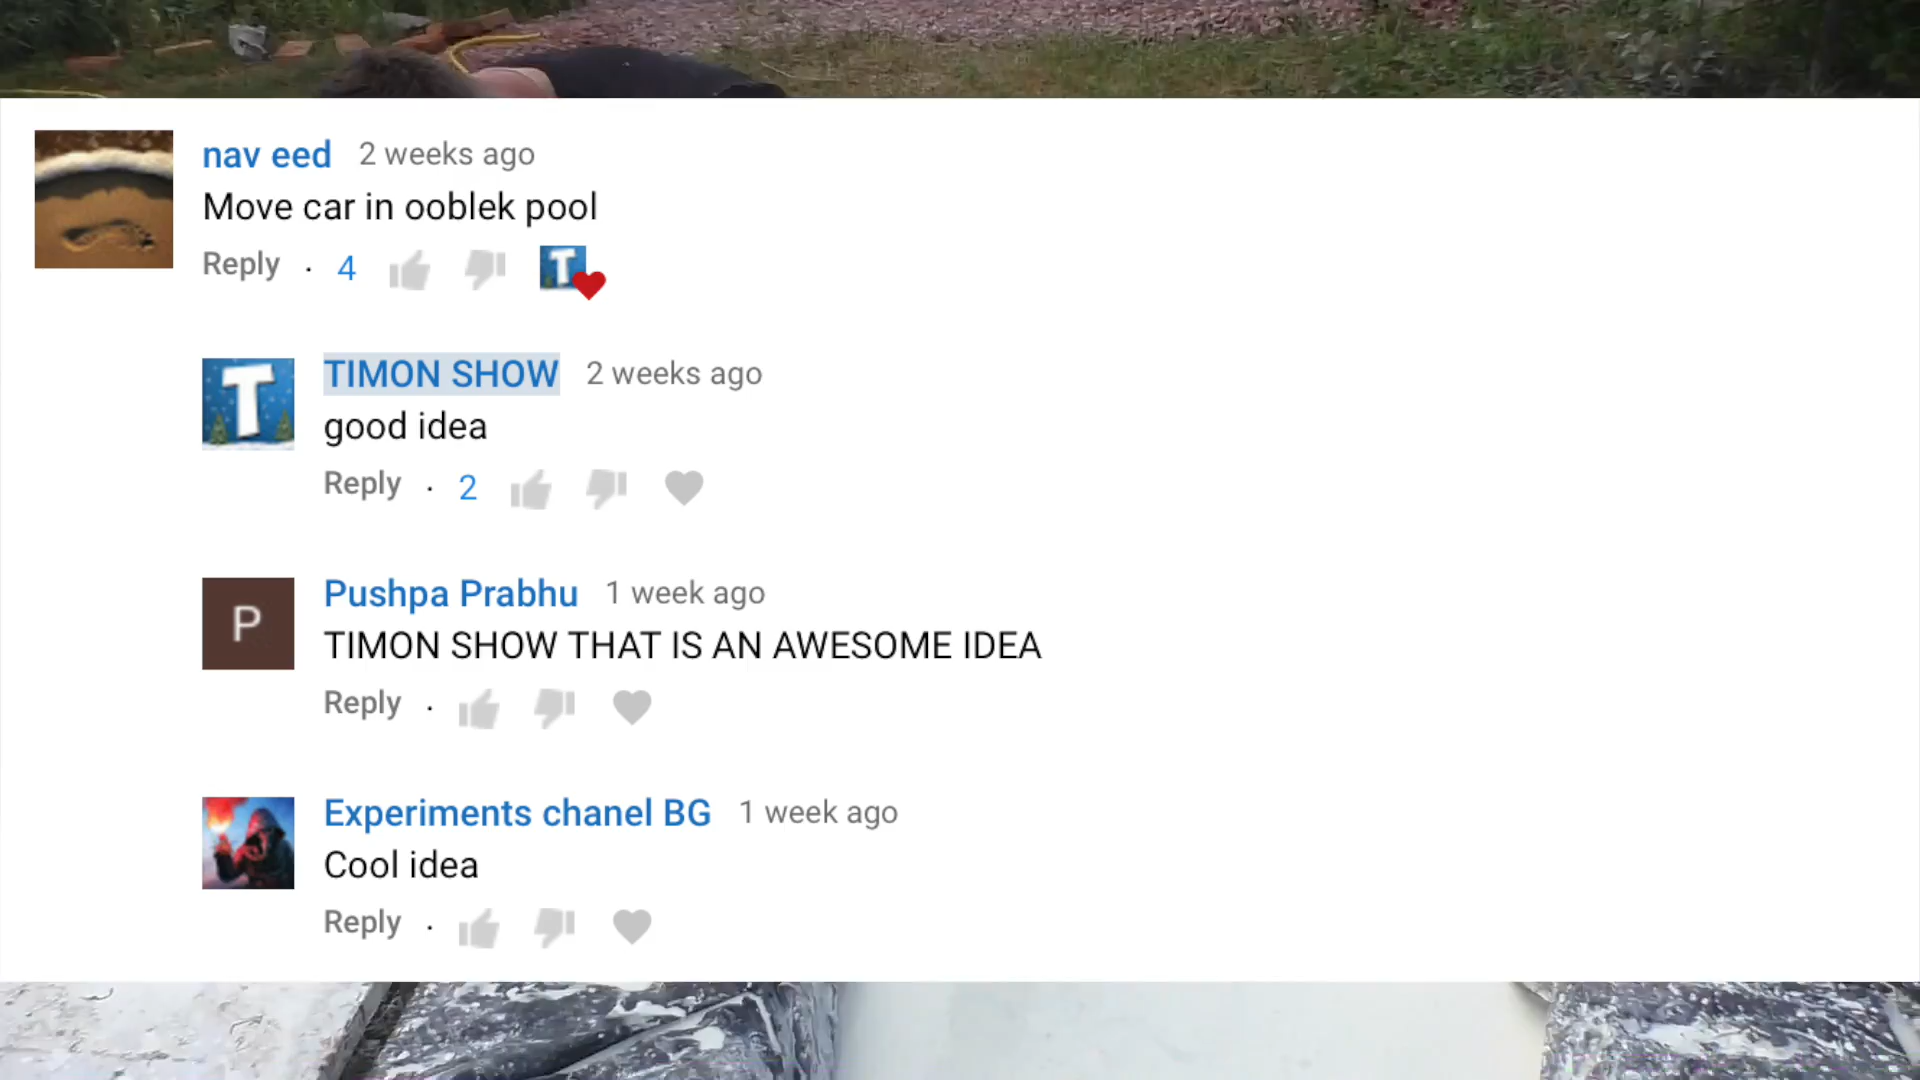 nav eed 2 weeks ago
Move car in ooblek pool
Reply · 4
T
TIMON SHOW 2 weeks ago
good idea
Reply · 2
P
Pushpa Prabhu 1 week ago
TIMON SHOW THAT IS AN AWESOME IDEA
Reply ·
Experiments chanel BG 1 week ago
Cool idea
Reply ·